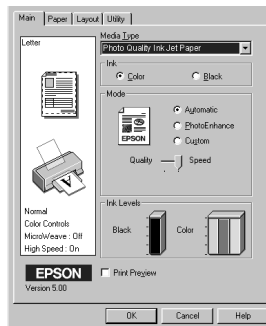 Main Paper Layout Utility
Letter
Media Type
Photo Quality Ink Jet Paper
Ink
Color Black
Mode
Automatic
PhotoEnhance
Custom
EPSON
Quality Speed
Normal
Color Controls
MicroWeave : Off
High Speed : On
Ink Levels
Black Color
EPSON
Version 5.00
Print Preview
OK Cancel Help